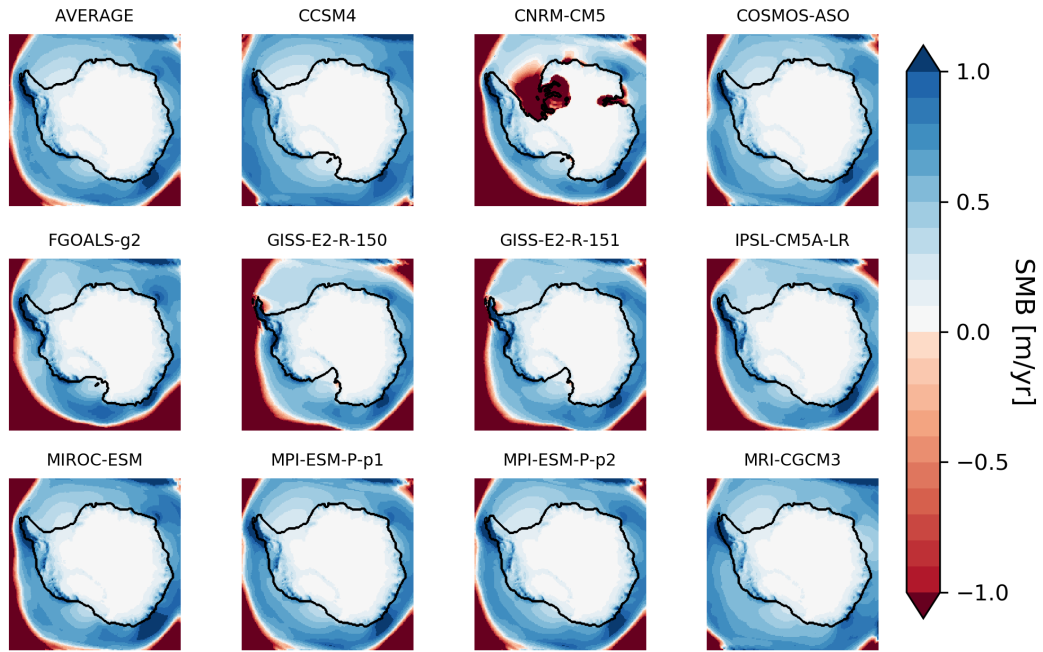 AVERAGE
CCSM4
CNRM-CM5
COSMOS-ASO
FGOALS-g2
GISS-E2-R-150
GISS-E2-R-151
IPSL-CM5A-LR
MIROC-ESM
MPI-ESM-P-p1
MPI-ESM-P-p2
MRI-CGCM3
1.0
0.5
0.0
−0.5
−1.0
SMB [m/yr]